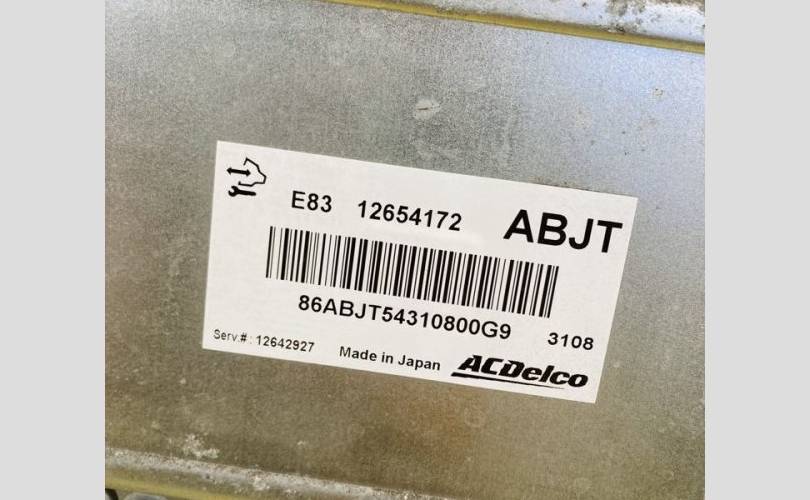 E83 12654172 ABJT
86ABJT54310800G9 3108
Serv.#: 12642927 Made in Japan ACDelco